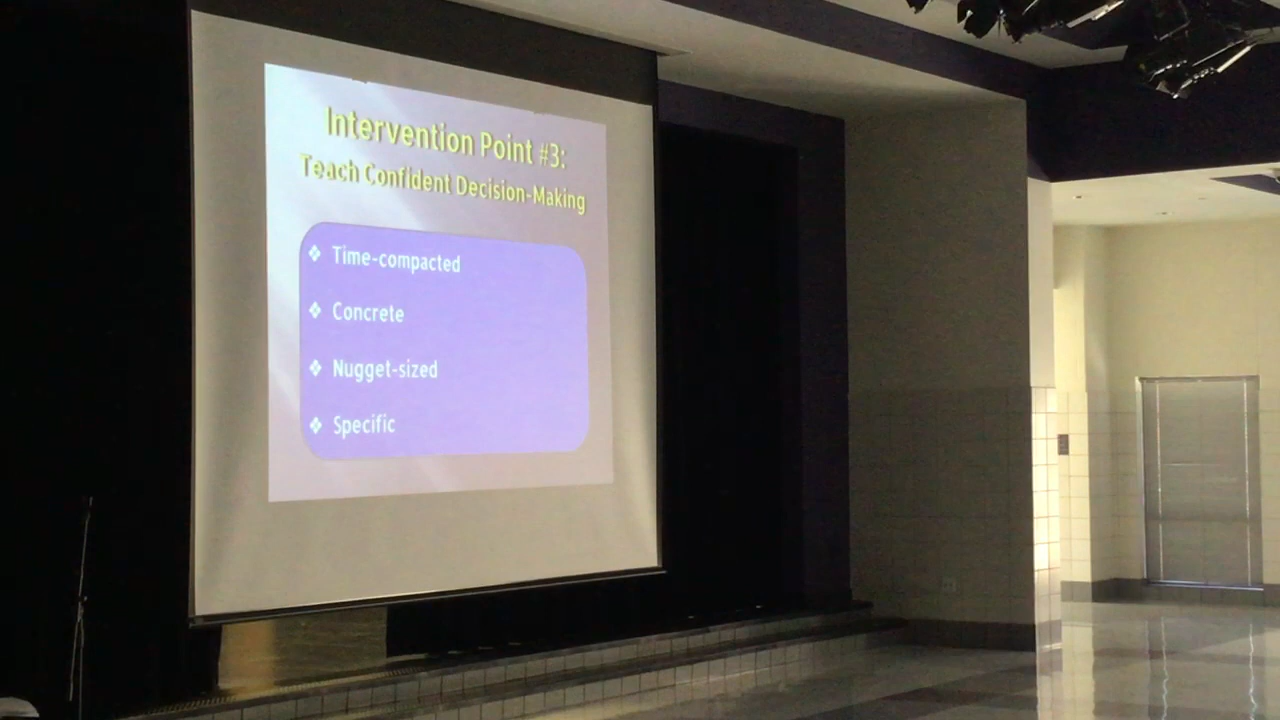 Intervention Point #3:
Teach Confident Decision-Making
❖ Time-compacted
❖ Concrete
❖ Nugget-sized
❖ Specific